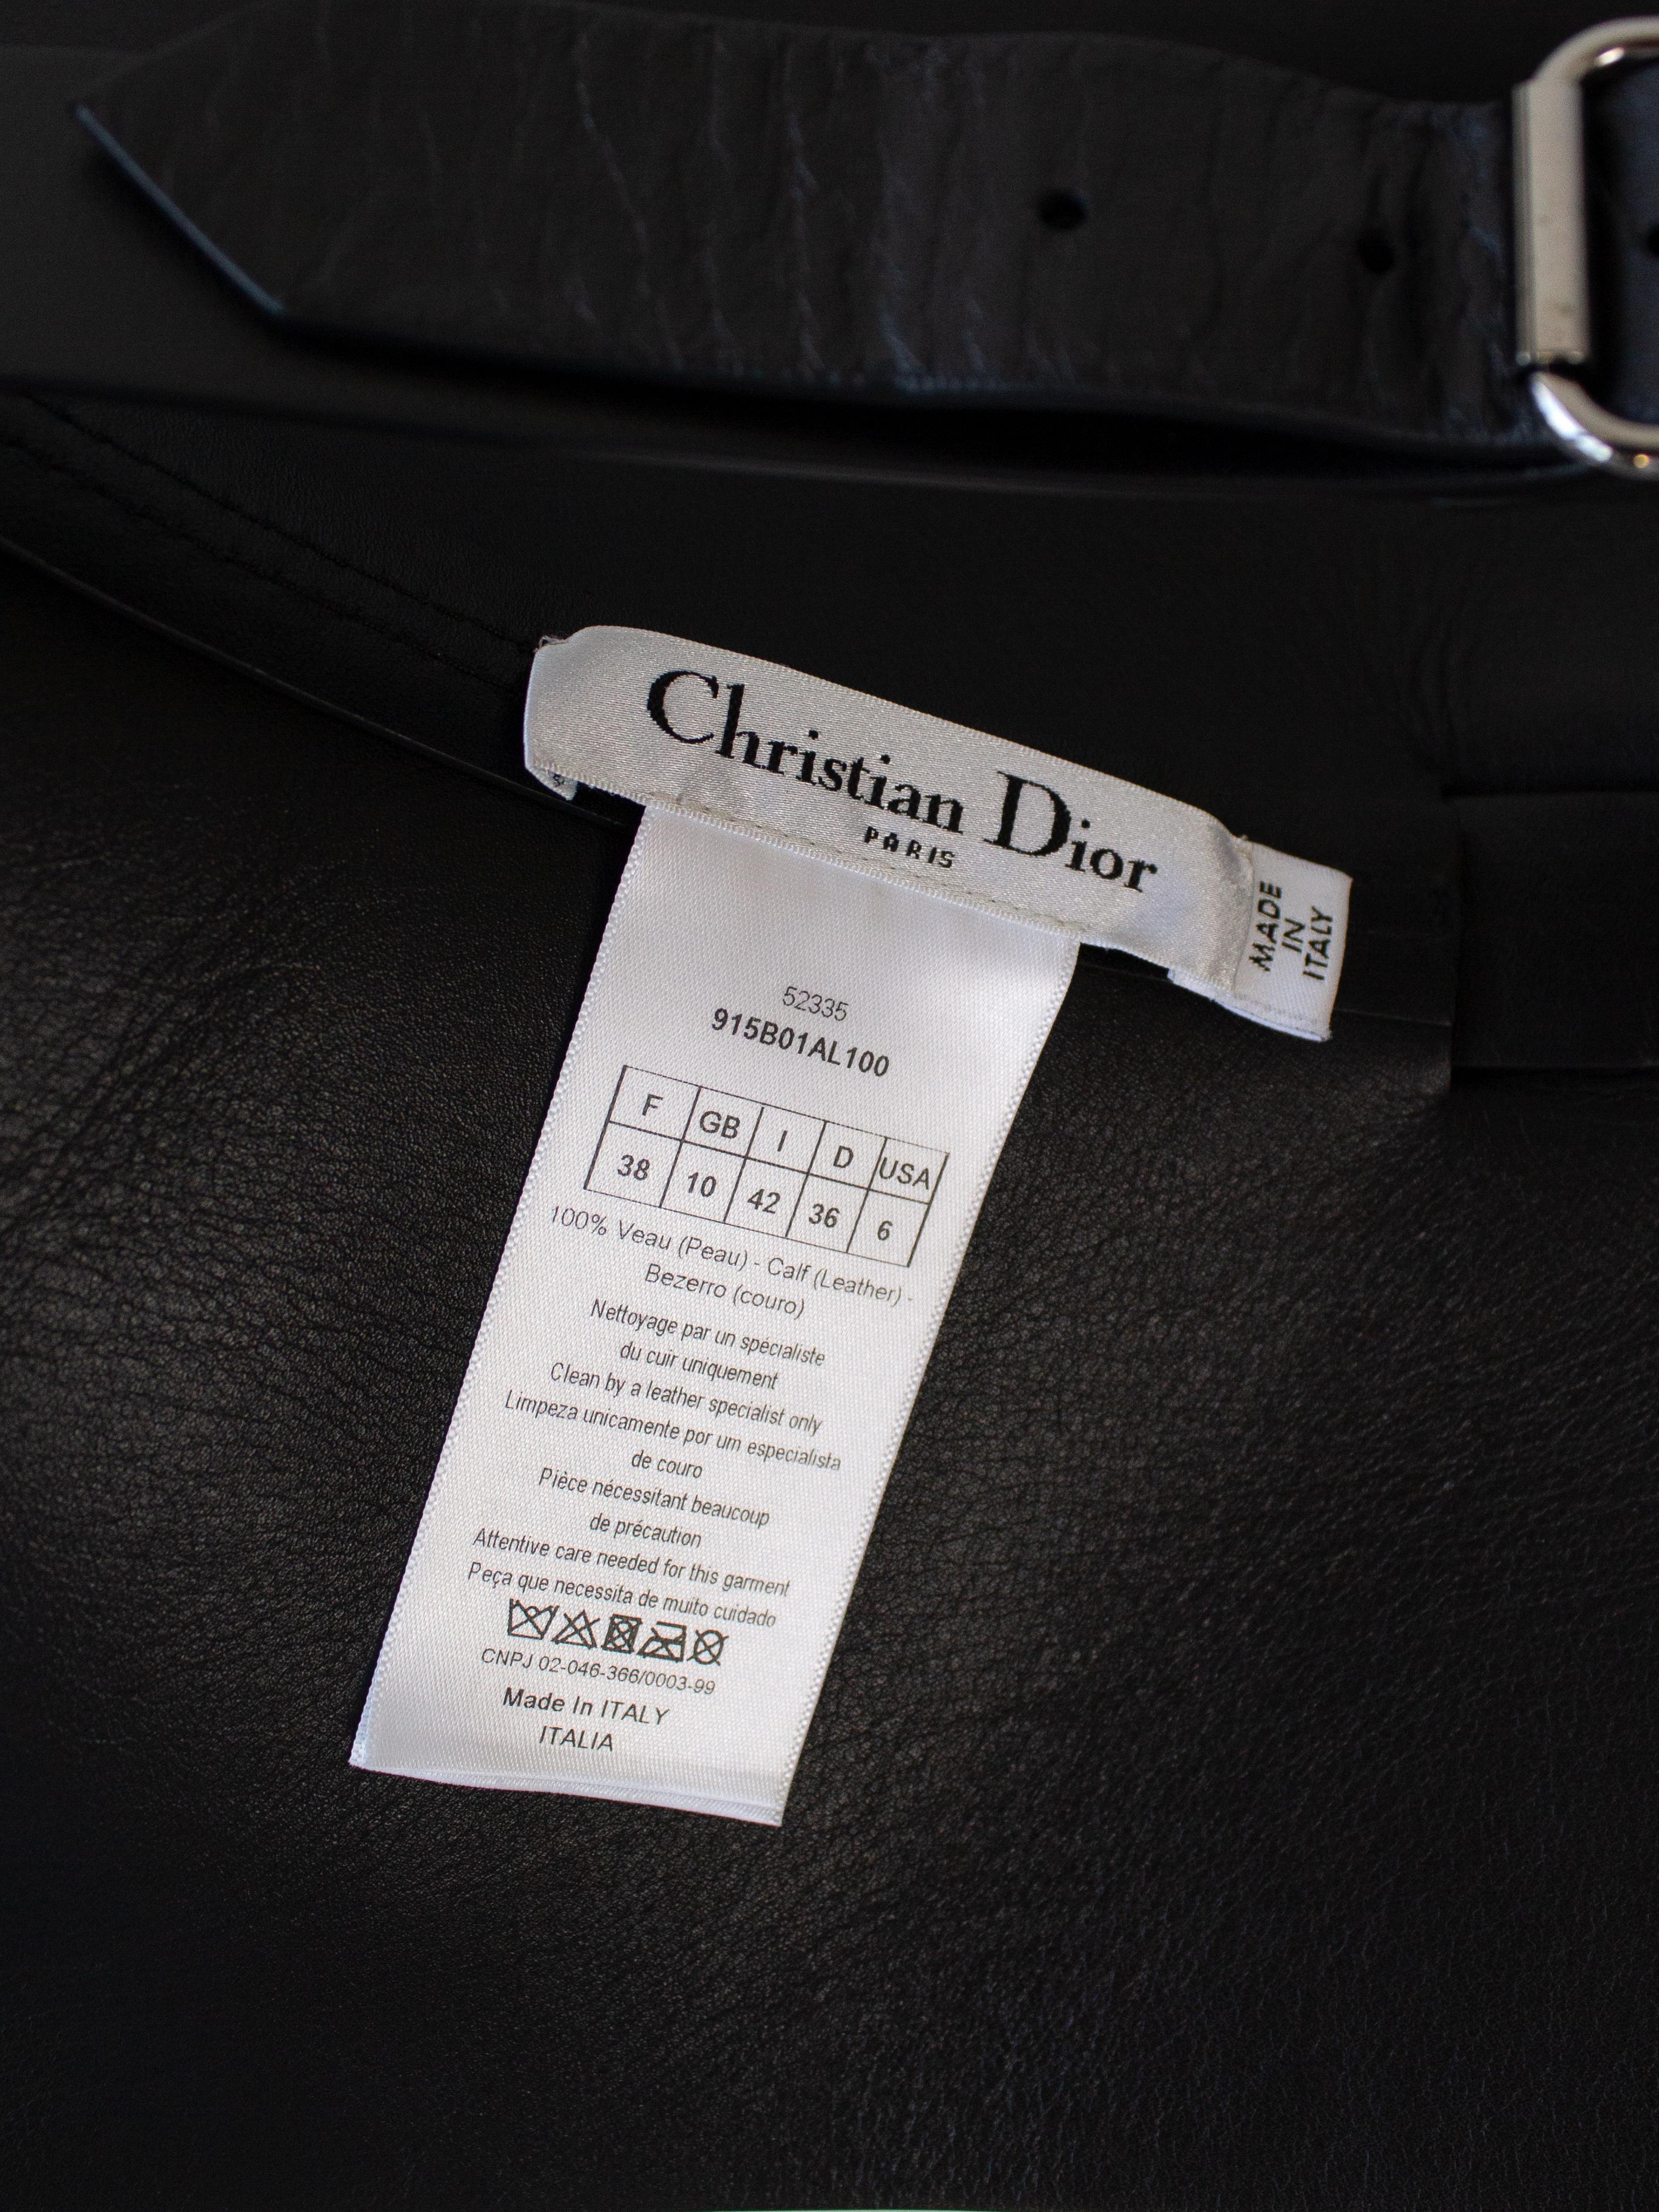 Christian Dior
PARIS
MADE
IN
ITALY
52335
915B01AL100
F GB I D USA
38 10 42 36 6
100% Veau (Peau) - Calf (Leather) -
Bezerro (couro)
Nettoyage par un spécialiste
du cuir uniquement
Clean by a leather specialist only
Limpeza unicamente por um especialista
de couro
Pièce nécessitant beaucoup
de précaution
Attentive care needed for this garment
Peça que necessita de muito cuidado
CNPJ 02-046-366/0003-99
Made In ITALY
ITALIA